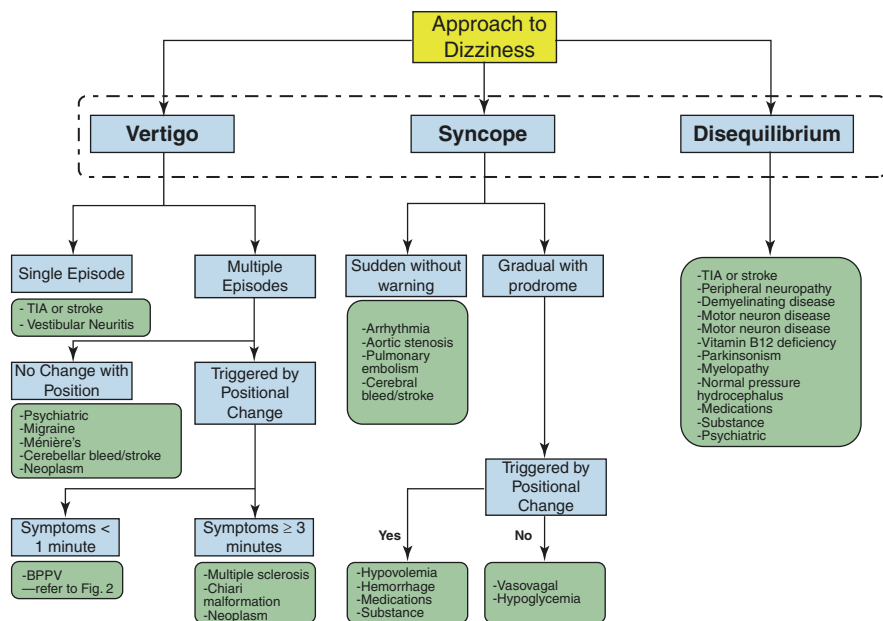 Approach to
Dizziness
Vertigo
Syncope
Disequilibrium
Single Episode
- TIA or stroke
- Vestibular Neuritis
Multiple
Episodes
No Change with
Position
-Psychiatric
-Migraine
-Ménière's
-Cerebellar bleed/stroke
-Neoplasm
Triggered by
Positional
Change
Symptoms <
1 minute
-BPPV
—refer to Fig. 2
Symptoms ≥ 3
minutes
-Multiple sclerosis
-Chiari
malformation
-Neoplasm
Sudden without
warning
-Arrhythmia
-Aortic stenosis
-Pulmonary
embolism
-Cerebral
bleed/stroke
Gradual with
prodrome
Triggered by
Positional
Change
Yes
No
-Hypovolemia
-Hemorrhage
-Medications
-Substance
-Vasovagal
-Hypoglycemia
-TIA or stroke
-Peripheral neuropathy
-Demyelinating disease
-Motor neuron disease
-Motor neuron disease
-Vitamin B12 deficiency
-Parkinsonism
-Myelopathy
-Normal pressure
hydrocephalus
-Medications
-Substance
-Psychiatric